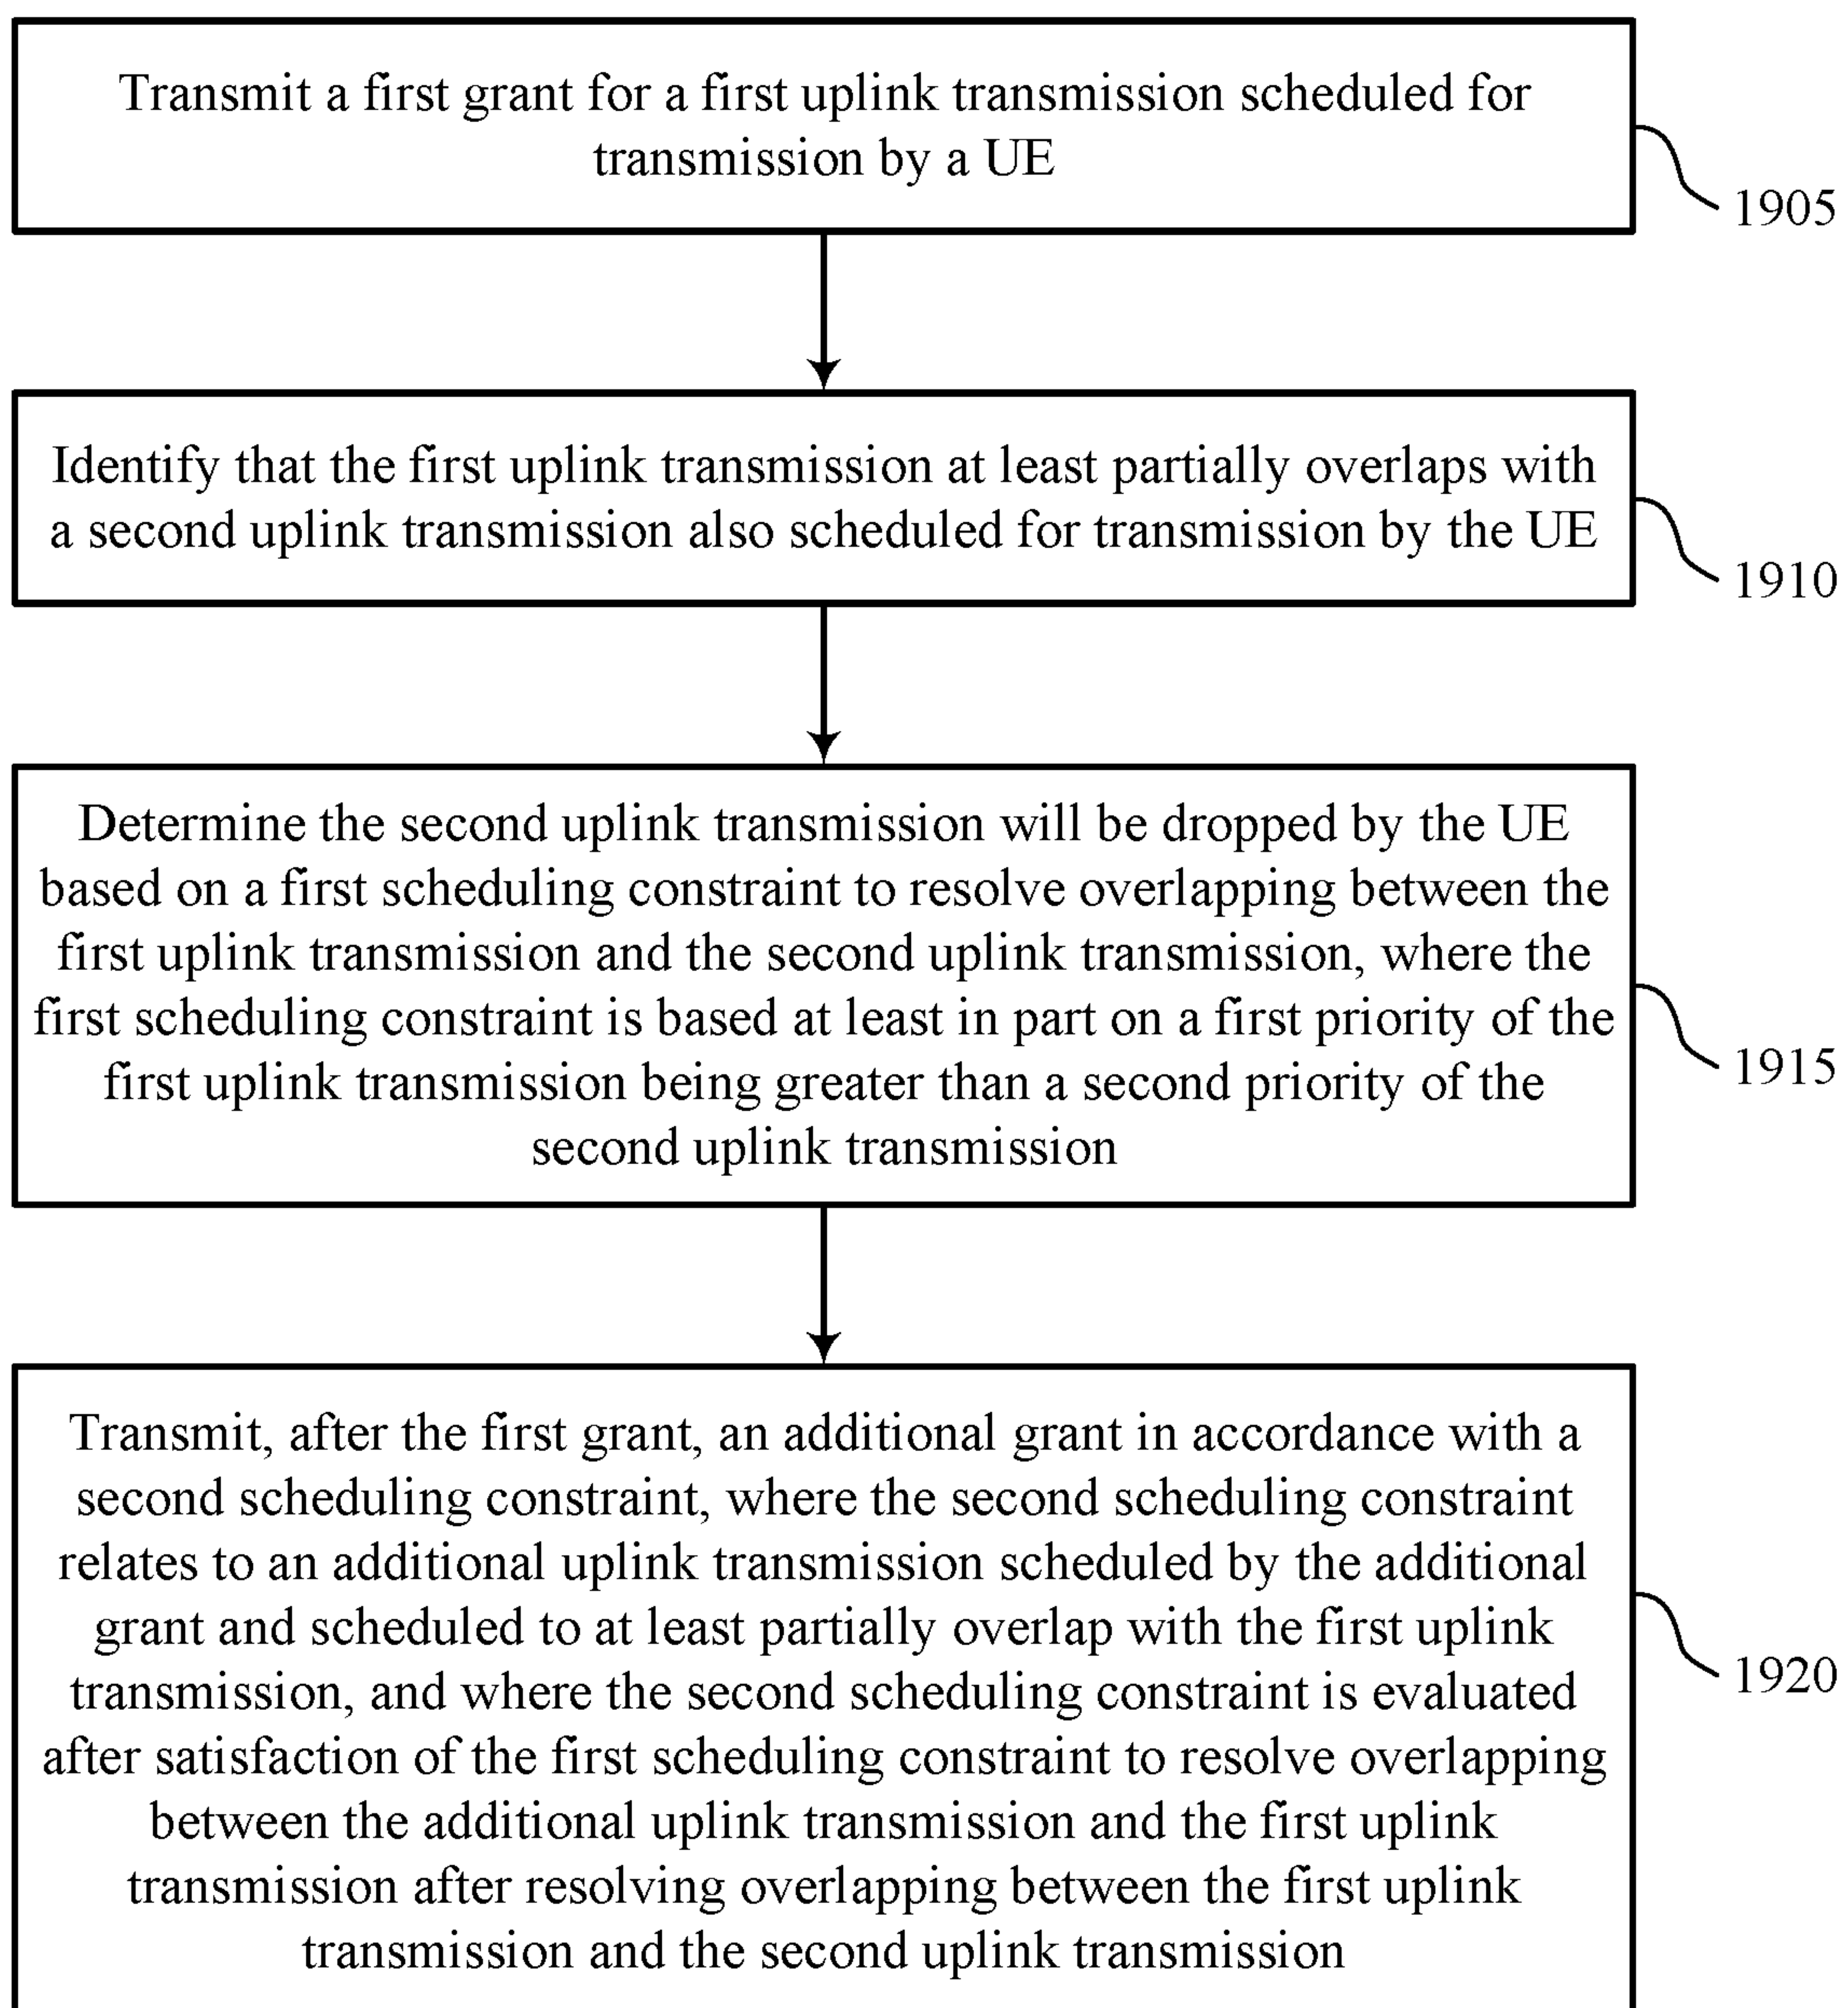 Transmit a first grant for a first uplink transmission scheduled for
transmission by a UE
1905
Identify that the first uplink transmission at least partially overlaps with
a second uplink transmission also scheduled for transmission by the UE
1910
Determine the second uplink transmission will be dropped by the UE
based on a first scheduling constraint to resolve overlapping between the
first uplink transmission and the second uplink transmission, where the
first scheduling constraint is based at least in part on a first priority of the
first uplink transmission being greater than a second priority of the
second uplink transmission
1915
Transmit, after the first grant, an additional grant in accordance with a
second scheduling constraint, where the second scheduling constraint
relates to an additional uplink transmission scheduled by the additional
grant and scheduled to at least partially overlap with the first uplink
transmission, and where the second scheduling constraint is evaluated
after satisfaction of the first scheduling constraint to resolve overlapping
between the additional uplink transmission and the first uplink
transmission after resolving overlapping between the first uplink
transmission and the second uplink transmission
1920